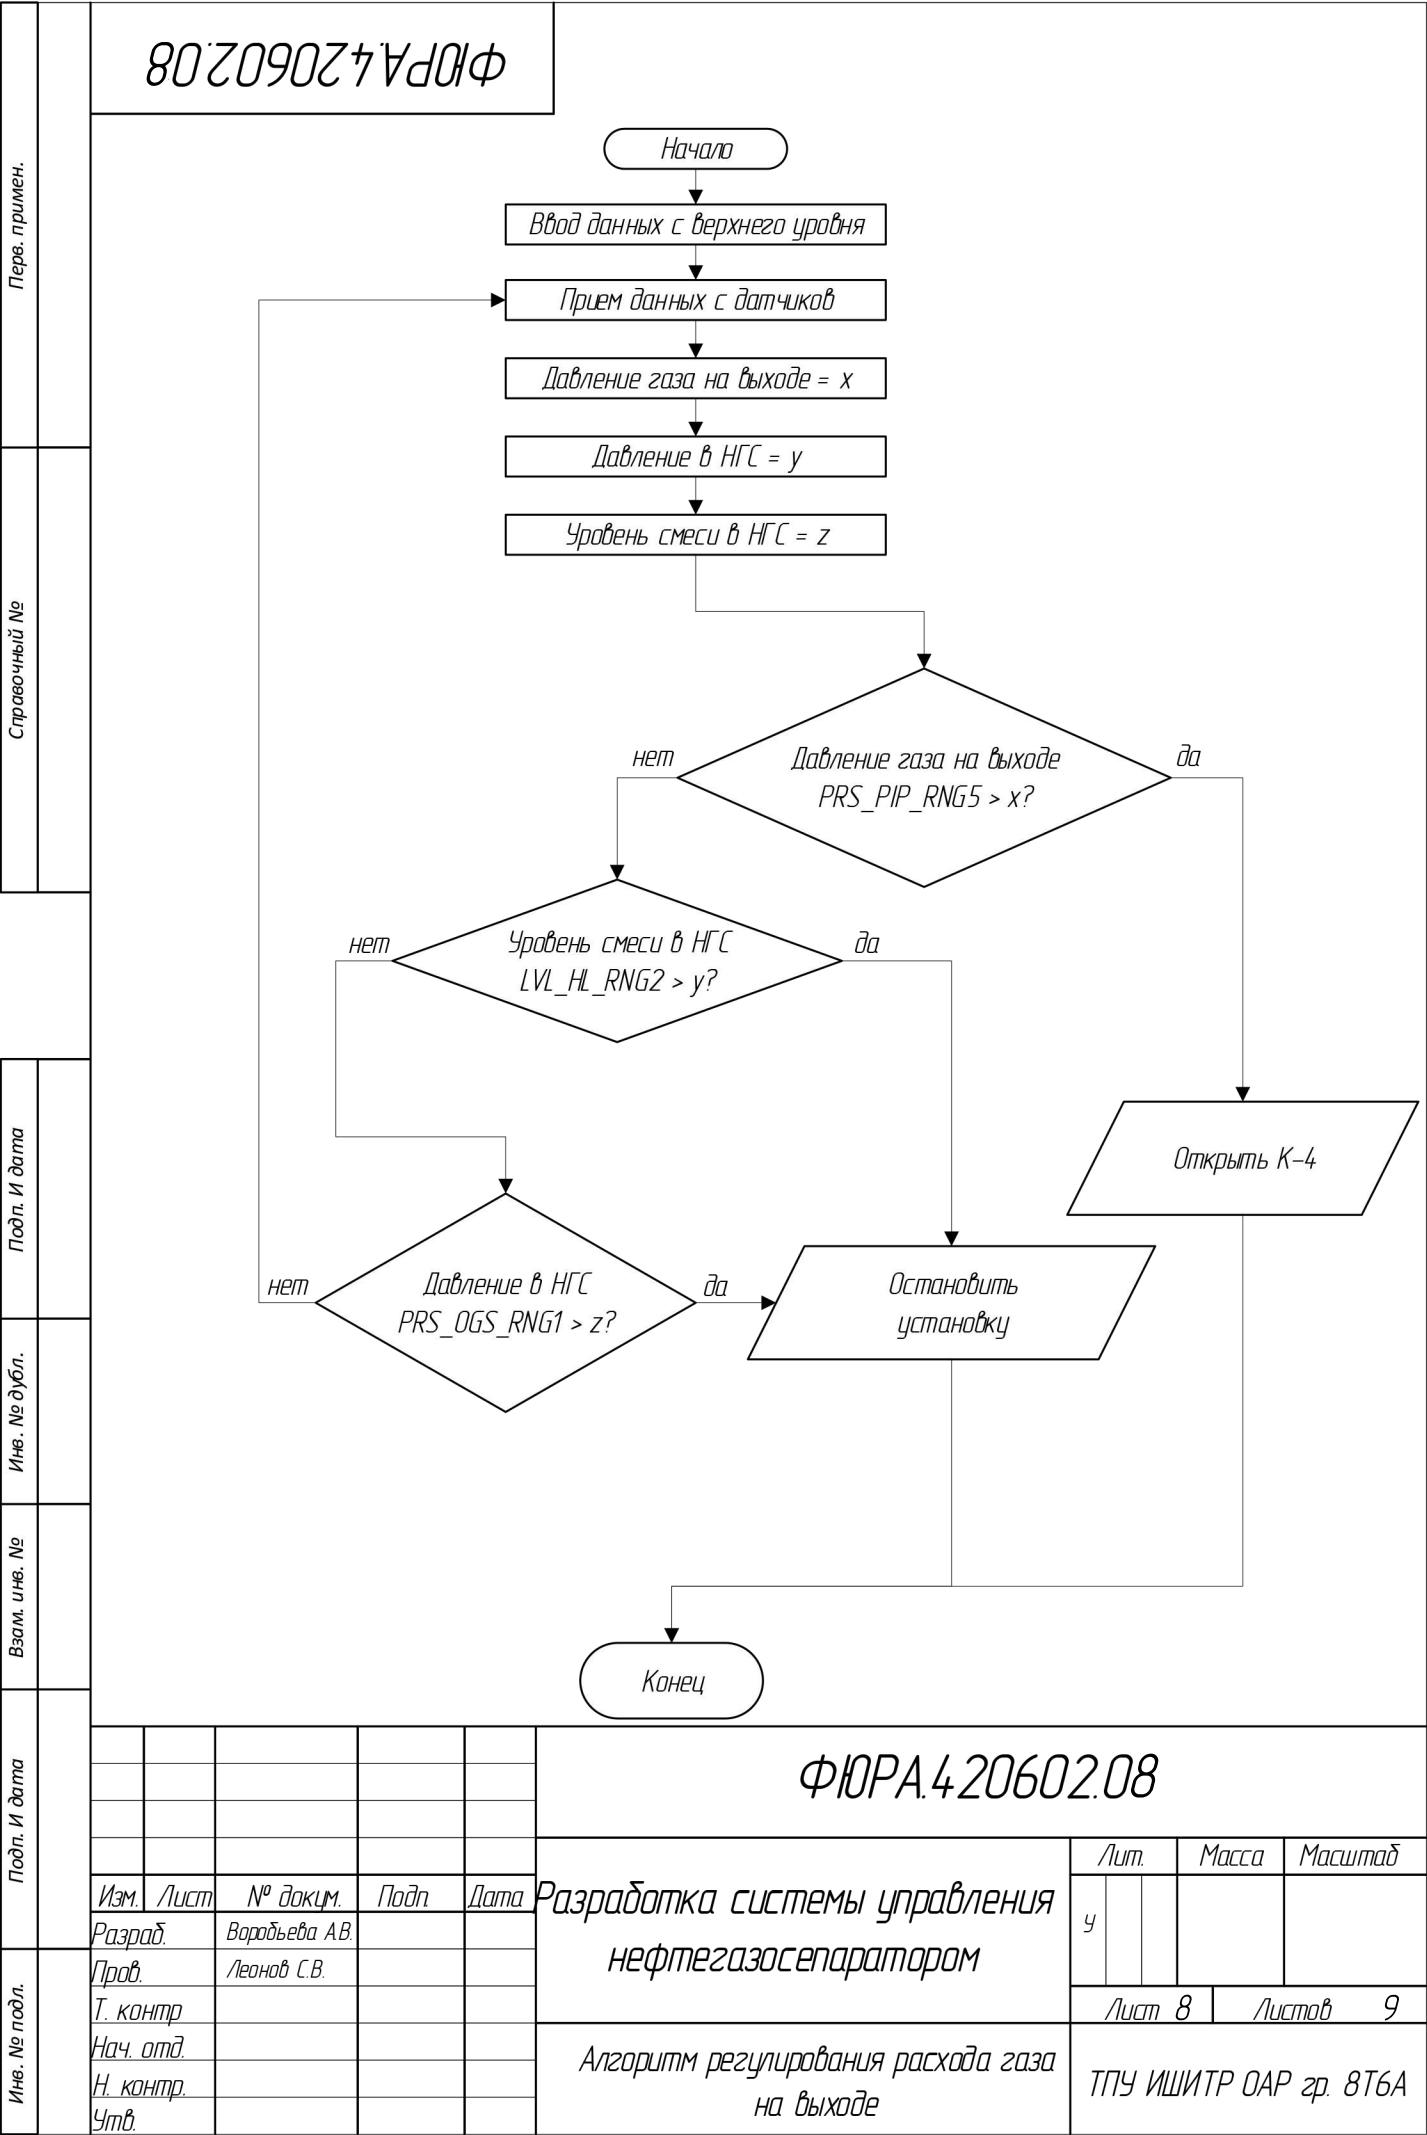 ФЮРА.420602.08
Перв. примен.
Справочный №
Подп. И дата
Инв. № дубл.
Взам. инв. №
Подп. И дата
Инв. № подл.
Начало
Ввод данных с верхнего уровня
Прием данных с датчиков
Давление газа на выходе = x
Давление в НГС = y
Уровень смеси в НГС = z
Давление газа на выходе
PRS_PIP_RNG5 > x?
нет
да
Уровень смеси в НГС
LVL_HL_RNG2 > y?
нет
да
Открыть К-4
Давление в НГС
PRS_OGS_RNG1 > z?
нет
да
Остановить
установку
Конец
ФЮРА.420602.08
Изм. Лист № докум. Подп. Дата
Разраб. Воробьева А.В.
Пров. Леонов С.В.
Т. контр
Нач. отд.
Н. контр.
Утв.
Разработка системы управления
нефтегазосепаратором
Лит. Масса Масштаб
У
Лист 8 Листов 9
Алгоритм регулирования расхода газа
на выходе
ТПУ ИШИТР ОАР гр. 8Т6А